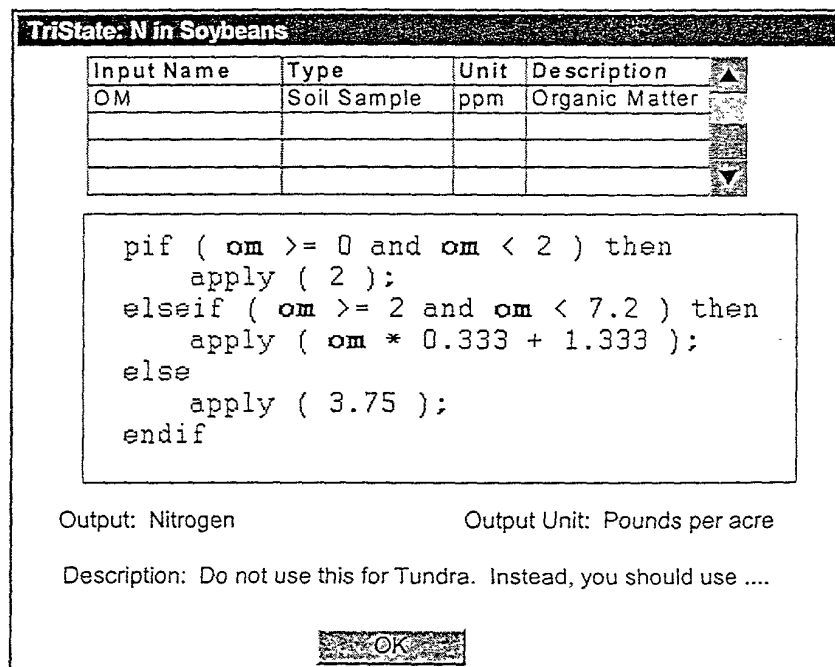 TriState: N in Soybeans
Input Name Type Unit Description
OM Soil Sample ppm Organic Matter
pif ( om >= 0 and om < 2 ) then
apply ( 2 );
elseif ( om >= 2 and om < 7.2 ) then
apply ( om * 0.333 + 1.333 );
else
apply ( 3.75 );
endif
Output: Nitrogen Output Unit: Pounds per acre
Description: Do not use this for Tundra. Instead, you should use ....
OK